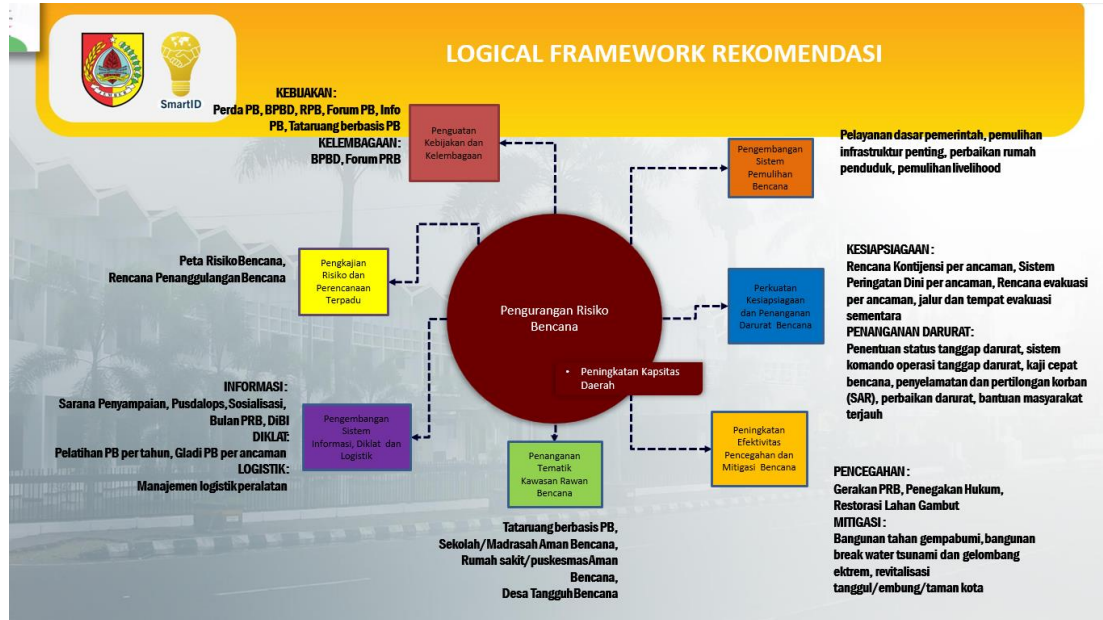 LOGICAL FRAMEWORK REKOMENDASI
SmartID
KEBIJAKAN :
Perda PB, BPBD, RPB, Forum PB, Info
PB, Tataruang berbasis PB
KELEMBAGAAN:
BPBD, Forum PRB
Penguatan
Kebijakan dan
Kelembagaan
Pengembangan
Sistem
Pemulihan
Bencana
Pelayanan dasar pemerintah, pemulihan
infrastruktur penting, perbaikan rumah
penduduk, pemulihan livelihood
Peta Risiko Bencana,
Rencana Penanggulangan Bencana
Pengkajian
Risiko dan
Perencanaan
Terpadu
Pengurangan Risiko
Bencana
• Peningkatan Kapsitas
Daerah
Perkuatan
Kesiapsiagaan
dan Penanganan
Darurat Bencana
KESIAPSIAGAAN :
Rencana Kontijensi per ancaman, Sistem
Peringatan Dini per ancaman, Rencana evakuasi
per ancaman, jalur dan tempat evakuasi
sementara
PENANGANAN DARURAT:
Penentuan status tanggap darurat, sistem
komando operasi tanggap darurat, kaji cepat
bencana, penyelamatan dan pertilongan korban
(SAR), perbaikan darurat, bantuan masyarakat
terjauh
INFORMASI :
Sarana Penyampaian, Pusdalops, Sosialisasi,
Bulan PRB, DiBI
DIKLAT:
Pelatihan PB per tahun, Gladi PB per ancaman
LOGISTIK:
Manajemen logistik peralatan
Pengembangan
Sistem
Informasi, Diklat dan
Logistik
Penanganan
Tematik
Kawasan Rawan
Bencana
Tataruang berbasis PB,
Sekolah/Madrasah Aman Bencana,
Rumah sakit/puskesmas Aman
Bencana,
Desa Tangguh Bencana
Peningkatan
Efektivitas
Pencegahan dan
Mitigasi Bencana
PENCEGAHAN :
Gerakan PRB, Penegakan Hukum,
Restorasi Lahan Gambut
MITIGASI :
Bangunan tahan gempabumi, bangunan
break water tsunami dan gelombang
ektrem, revitalisasi
tanggul/embung/taman kota